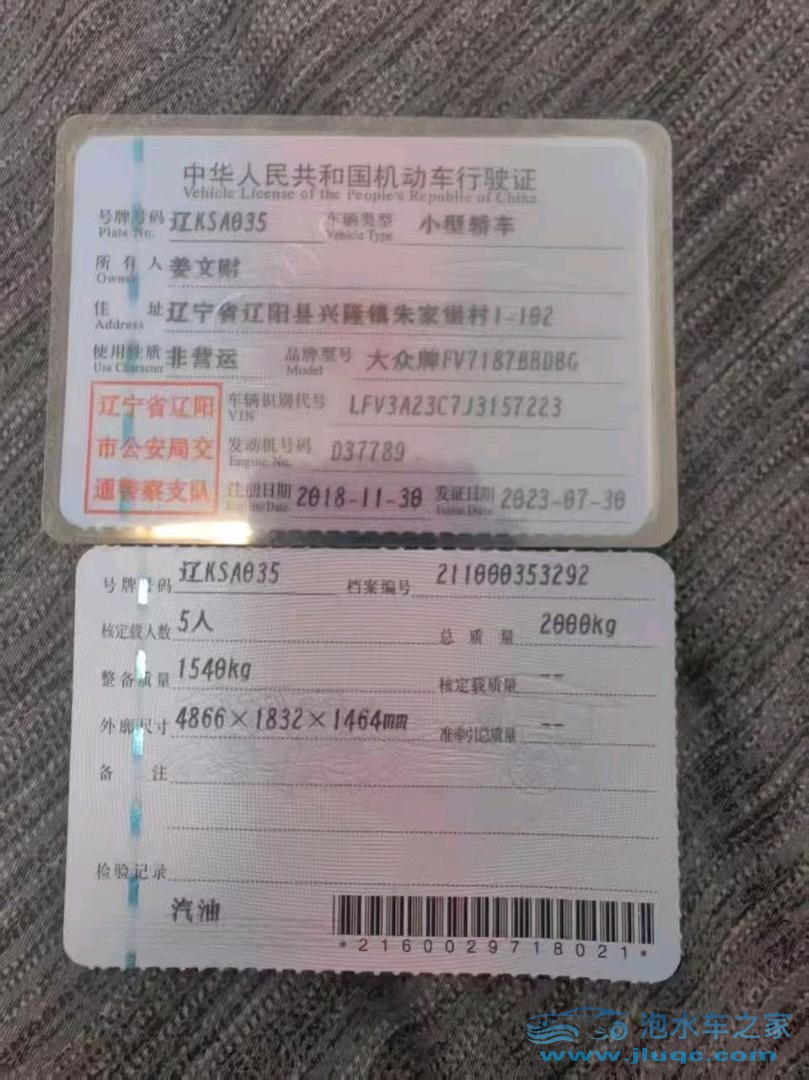 中华人民共和国机动车行驶证
Vehicle License of the People's Republic of China
号牌号码 辽KSA035 车辆类型 小型轿车
Plate No. Vehicle Type
所有人 姜文财
Owner
住址 辽宁省辽阳县兴隆镇朱家堡村1-102
Address
使用性质 非营运 品牌型号 大众牌FV7187BBDBG
Use Character Model
辽宁省辽阳 车辆识别代号 LFV3A23C7J3157223
VIN
市公安局交 发动机号码 D37789
Engine No.
通警察支队 注册日期 2018-11-30 发证日期 2023-07-30
Register Date Issue Date
号牌号码 辽KSA035 档案编号 211000353292
核定载人数 5人 总质量 2000kg
整备质量 1540kg 核定载质量 --
外廓尺寸 4866×1832×1464mm 准牵引总质量 --
备注
检验记录
汽油
*2160029718021*
泡水车之家
www.jluqc.com